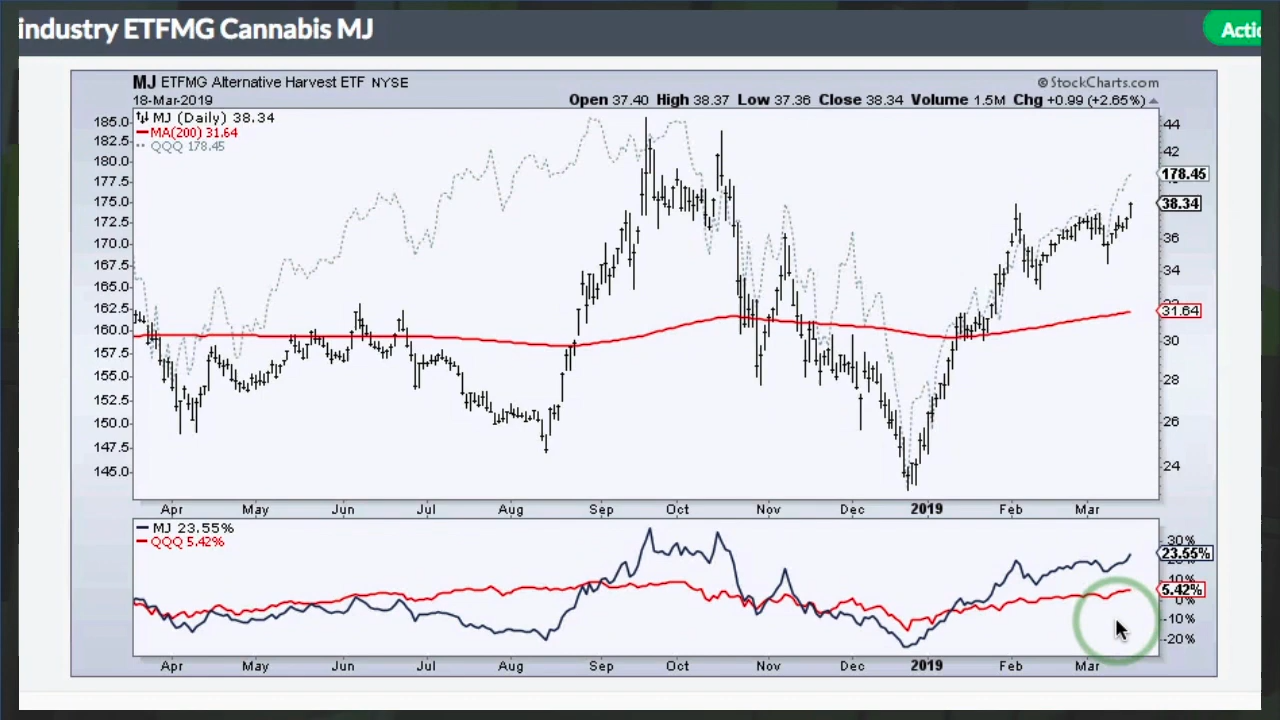 industry ETFMG Cannabis MJ
Actio
MJ ETFMG Alternative Harvest ETF NYSE
© StockCharts.com
18-Mar-2019
Open 37.40 High 38.37 Low 37.36 Close 38.34 Volume 1.5M Chg +0.99 (+2.65%)
MJ (Daily) 38.34
MA(200) 31.64
QQQ 178.45
185.0
182.5
180.0
177.5
175.0
172.5
170.0
167.5
165.0
162.5
160.0
157.5
155.0
152.5
150.0
147.5
145.0
44
42
178.45
38.34
36
34
31.64
30
28
26
24
Apr May Jun Jul Aug Sep Oct Nov Dec 2019 Feb Mar
MJ 23.55%
QQQ 5.42%
30%
23.55%
10%
5.42%
0%
-10%
-20%
Apr May Jun Jul Aug Sep Oct Nov Dec 2019 Feb Mar